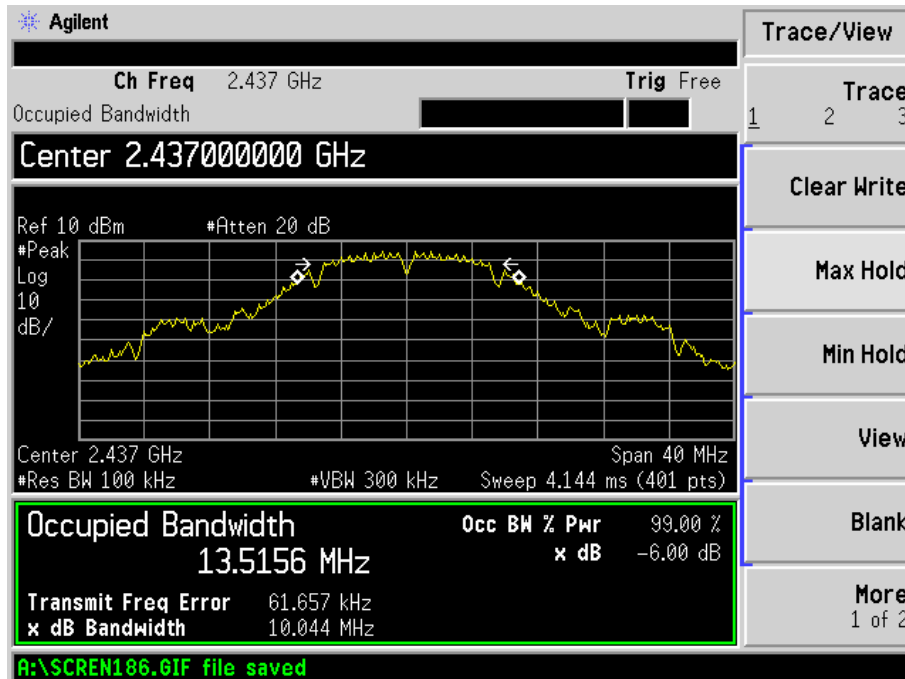 Agilent
Trace/View
Ch Freq 2.437 GHz Trig Free
Occupied Bandwidth
Center 2.437000000 GHz
Ref 10 dBm #Atten 20 dB
#Peak
Log
10
dB/
Center 2.437 GHz Span 40 MHz
#Res BW 100 kHz #VBW 300 kHz Sweep 4.144 ms (401 pts)
Occupied Bandwidth
13.5156 MHz
Occ BW % Pwr 99.00 %
x dB -6.00 dB
Transmit Freq Error 61.657 kHz
x dB Bandwidth 10.044 MHz
A:\SCREN186.GIF file saved
Trace
1 2 3
Clear Write
Max Hold
Min Hold
View
Blank
More
1 of 2